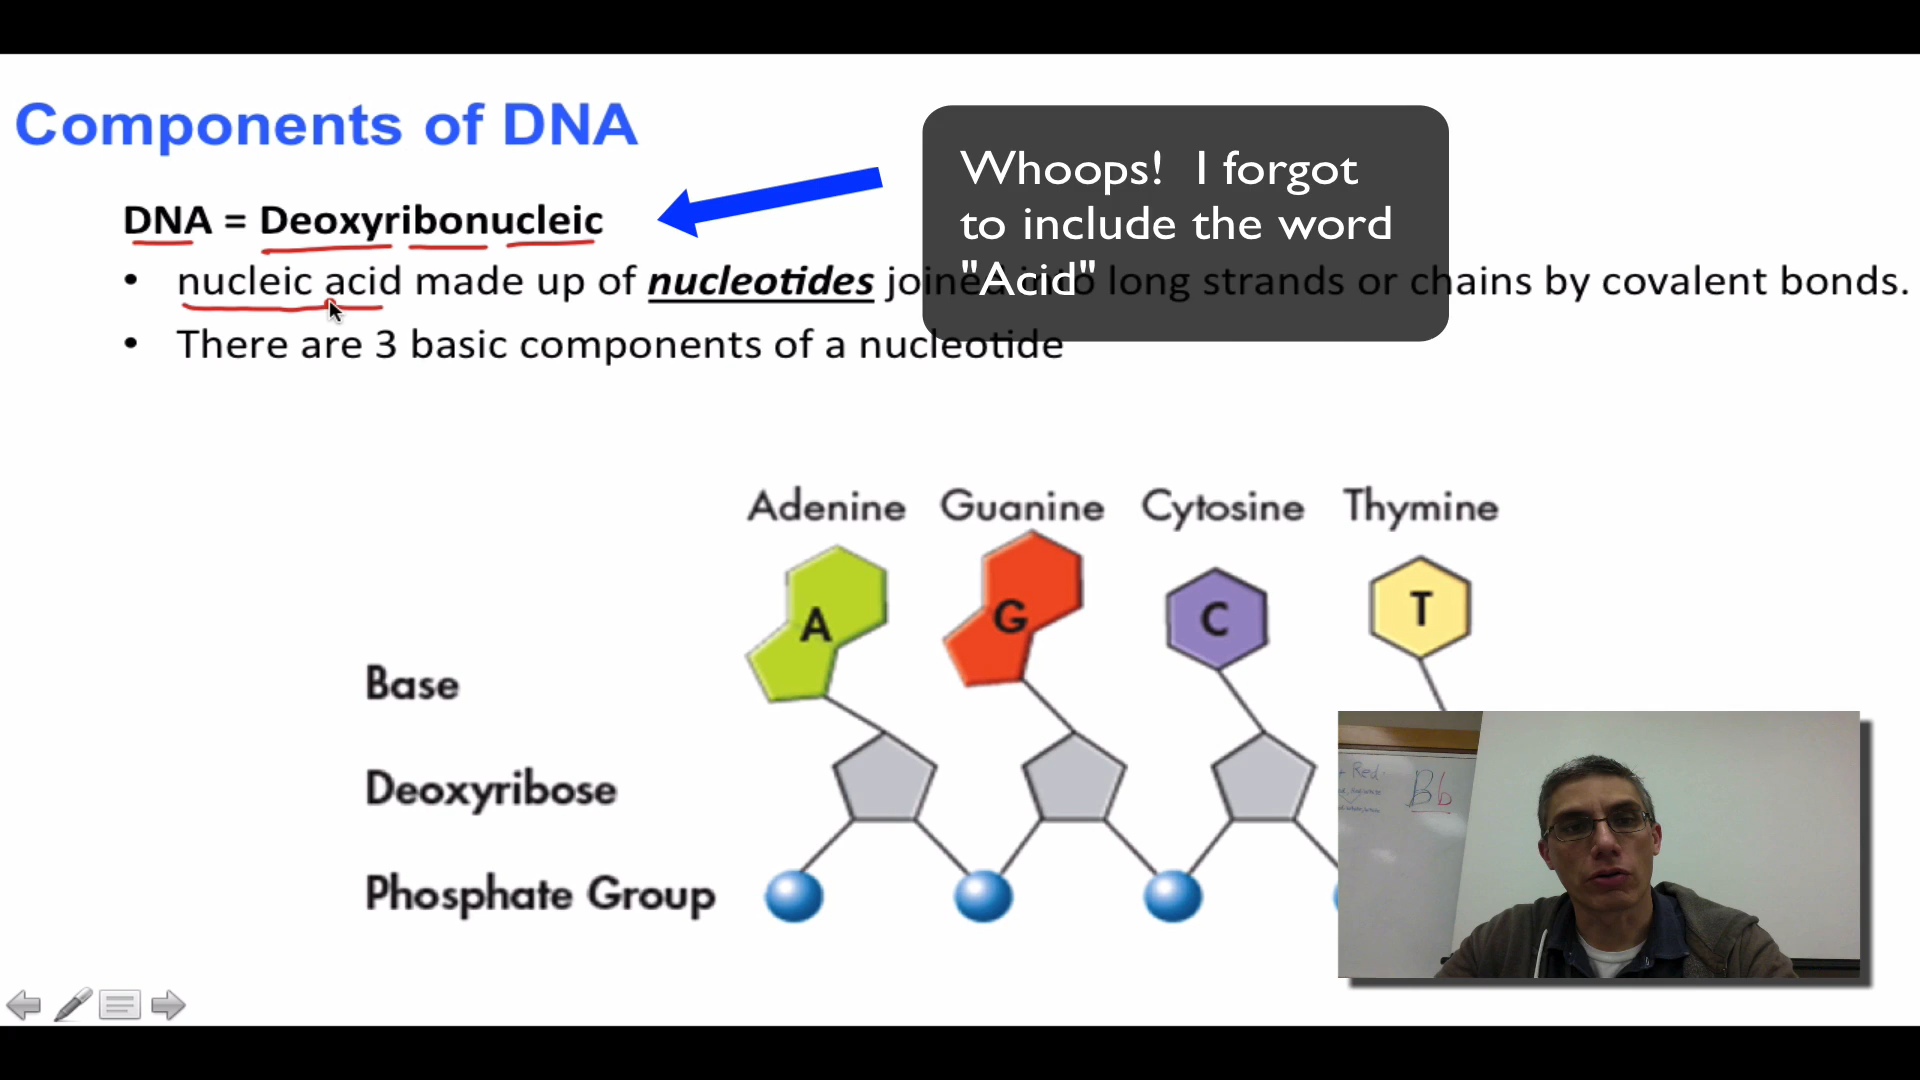 Components of DNA
Whoops! I forgot
to include the word
"Acid"
DNA = Deoxyribonucleic
• nucleic acid made up of nucleotides joined into long strands or chains by covalent bonds.
• There are 3 basic components of a nucleotide
Adenine Guanine Cytosine Thymine
A G C T
Base
Deoxyribose
Phosphate Group
Red
Bb